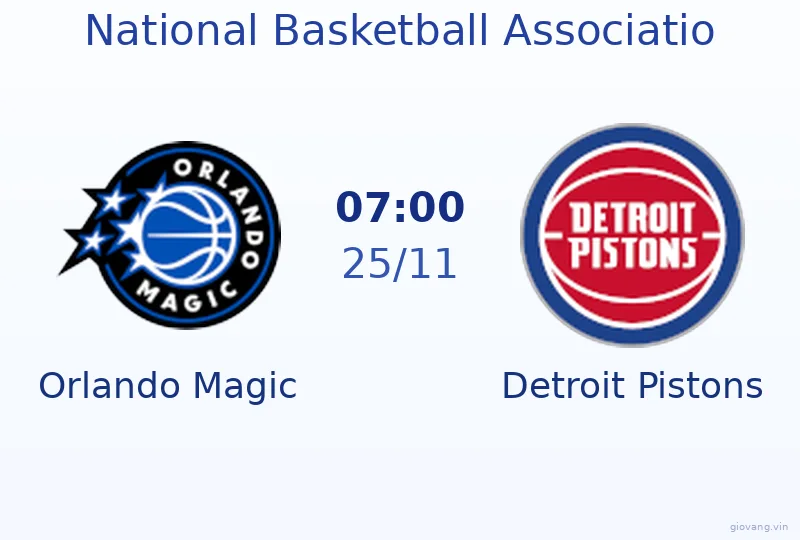 National Basketball Associatio
ORLANDO
MAGIC
07:00
25/11
DETROIT
PISTONS
Orlando Magic
Detroit Pistons
giovang.vin